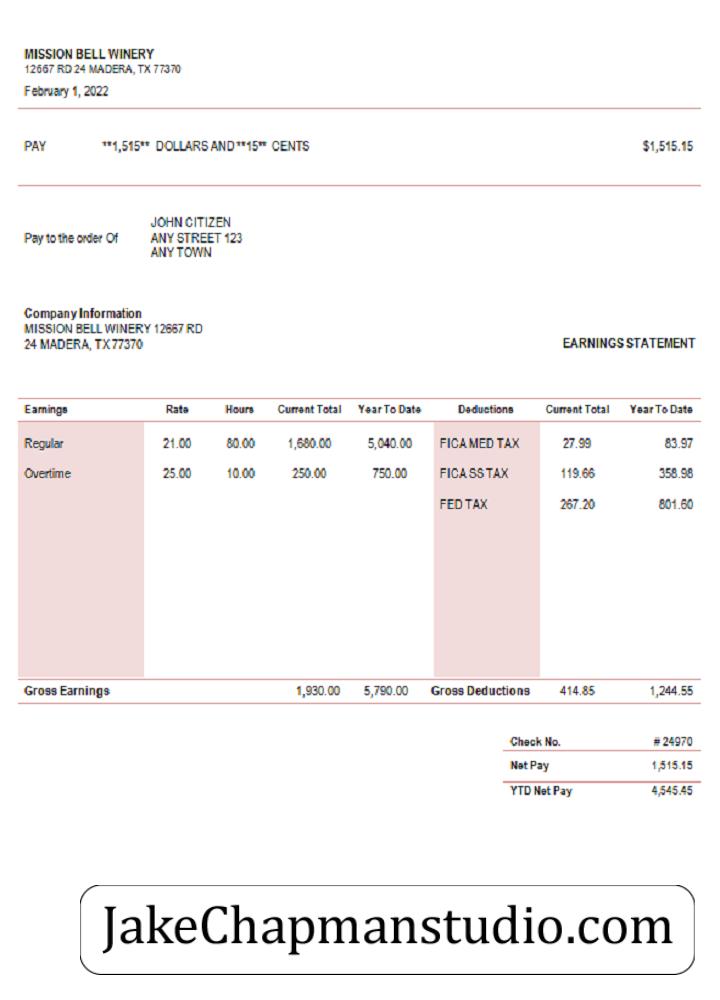 MISSION BELL WINERY
12667 RD 24 MADERA, TX 77370
February 1, 2022
PAY **1,515** DOLLARS AND **15** CENTS $1,515.15
JOHN CITIZEN
Pay to the order Of ANY STREET 123
ANY TOWN
Company Information
MISSION BELL WINERY 12667 RD
24 MADERA, TX 77370 EARNINGS STATEMENT
Earnings Rate Hours Current Total Year To Date Deductions Current Total Year To Date
Regular 21.00 80.00 1,680.00 5,040.00 FICA MED TAX 27.99 83.97
Overtime 25.00 10.00 250.00 750.00 FICA SS TAX 119.66 358.98
FED TAX 267.20 801.60
Gross Earnings 1,930.00 5,790.00 Gross Deductions 414.85 1,244.55
Check No. # 24970
Net Pay 1,515.15
YTD Net Pay 4,545.45
JakeChapmanstudio.com